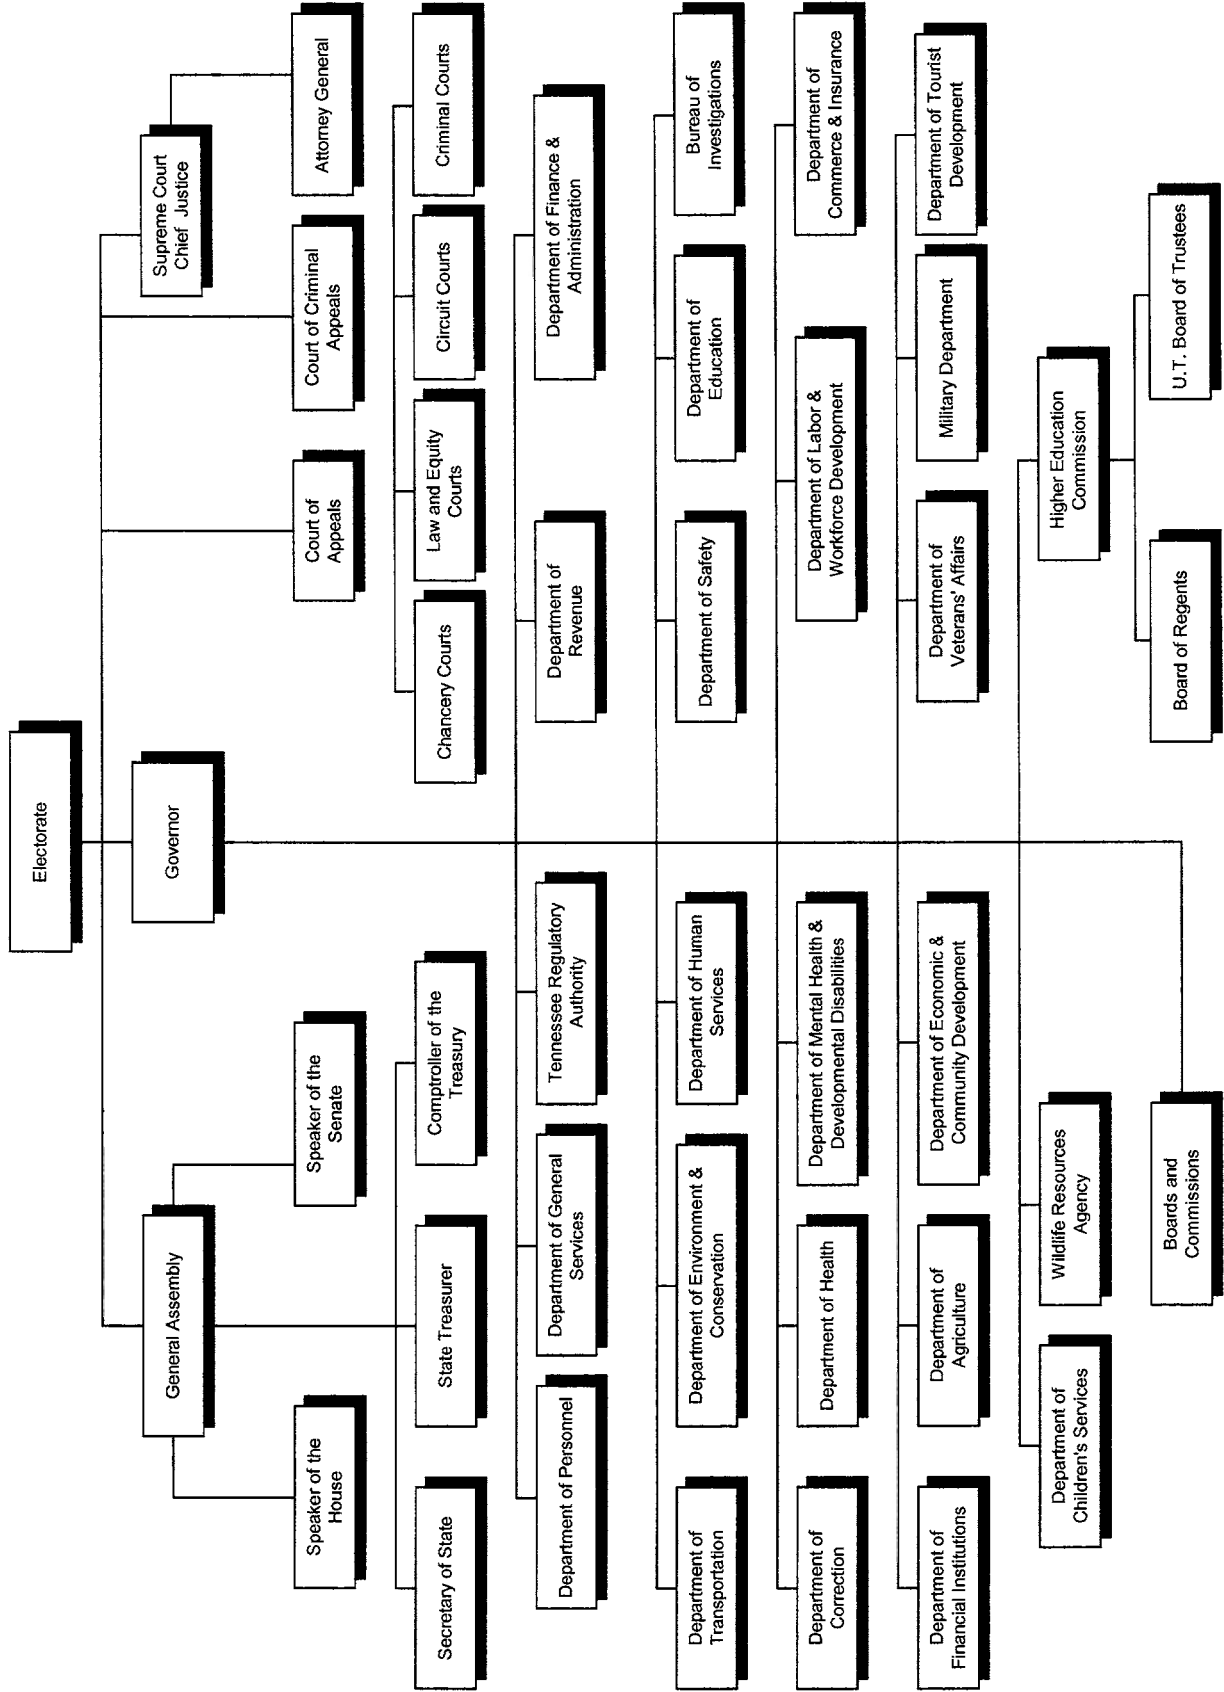 Electorate
General Assembly
Governor
Supreme Court
Chief Justice
Speaker of the
House
Speaker of the
Senate
Court of
Appeals
Court of Criminal
Appeals
Attorney General
Secretary of State
State Treasurer
Comptroller of the
Treasury
Chancery Courts
Law and Equity
Courts
Circuit Courts
Criminal Courts
Department of Personnel
Department of General
Services
Tennessee Regulatory
Authority
Department of
Revenue
Department of Finance &
Administration
Department of
Transportation
Department of Environment &
Conservation
Department of Human
Services
Department of Safety
Department of
Education
Bureau of
Investigations
Department of
Correction
Department of Health
Department of Mental Health &
Developmental Disabilities
Department of Labor &
Workforce Development
Department of
Commerce & Insurance
Department of
Financial Institutions
Department of
Agriculture
Department of Economic &
Community Development
Department of
Veterans' Affairs
Military Department
Department of Tourist
Development
Department of
Children's Services
Wildlife Resources
Agency
Higher Education
Commission
Boards and
Commissions
Board of Regents
U.T. Board of Trustees